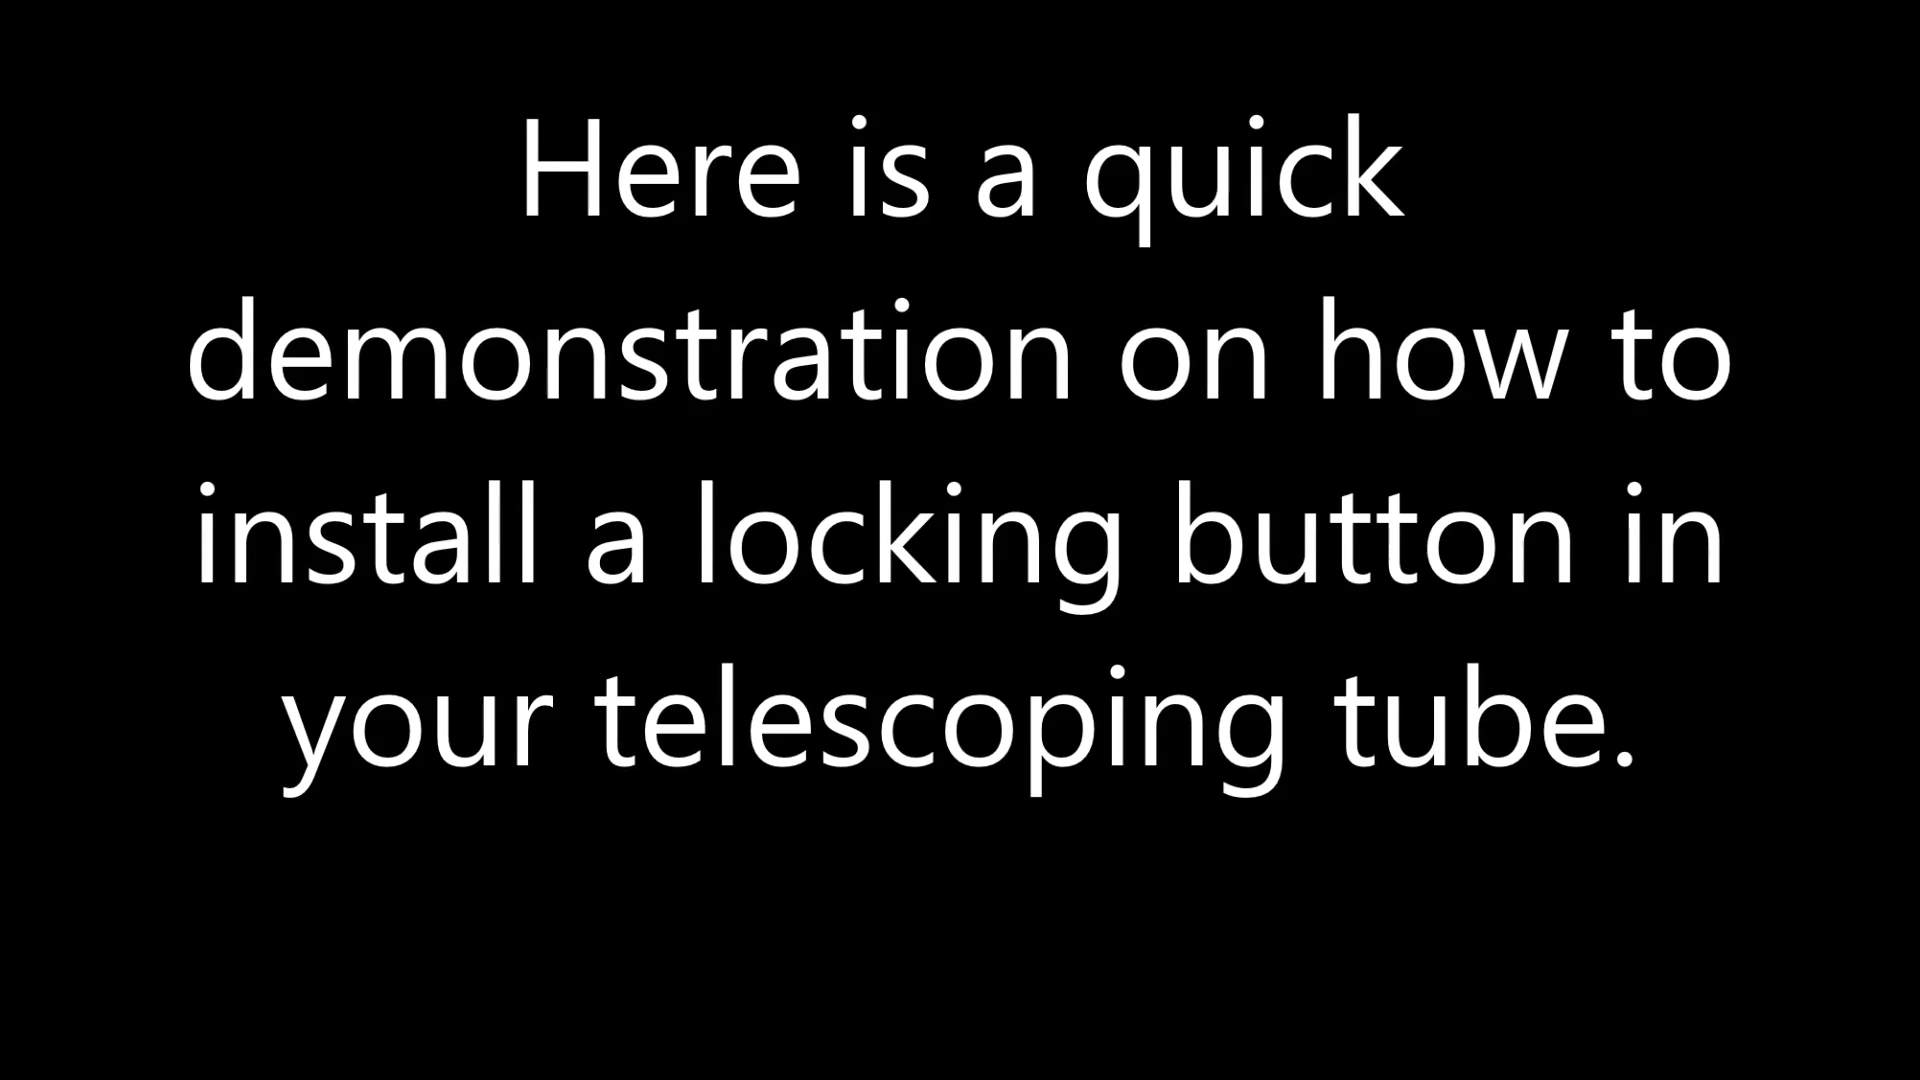 Here is a quick
demonstration on how to
install a locking button in
your telescoping tube.